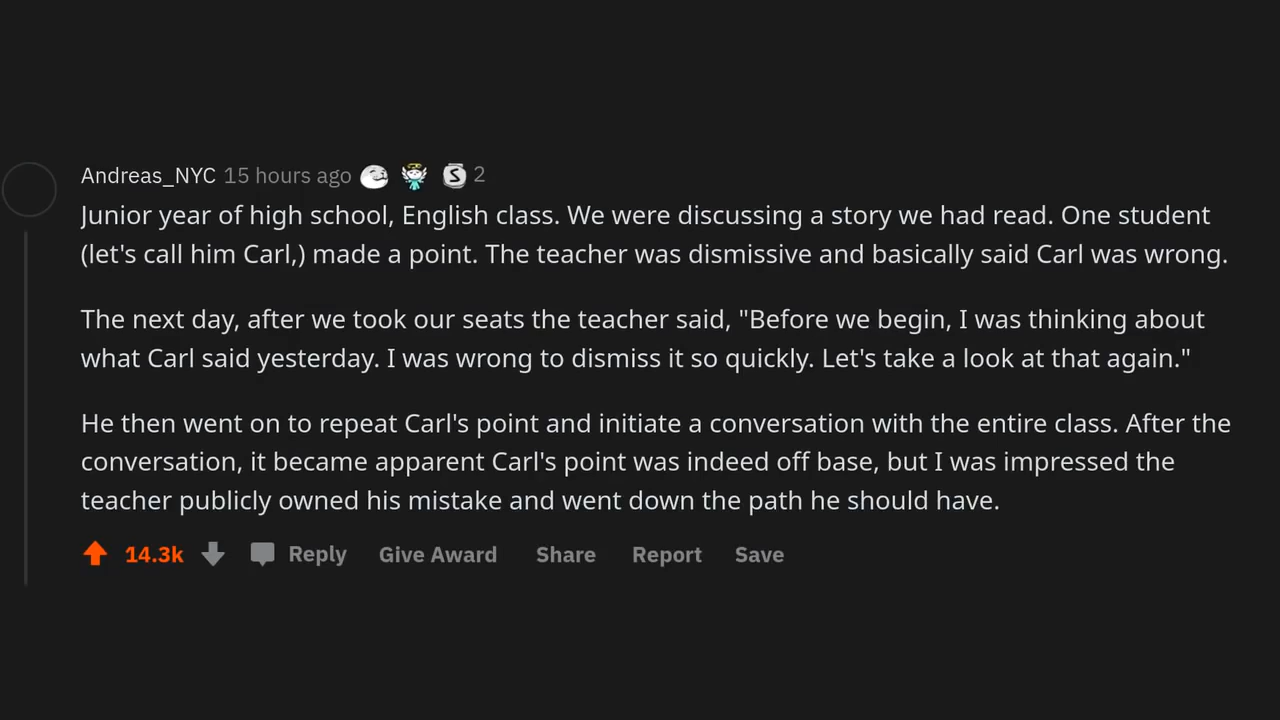 Andreas_NYC 15 hours ago S 2
Junior year of high school, English class. We were discussing a story we had read. One student
(let's call him Carl,) made a point. The teacher was dismissive and basically said Carl was wrong.
The next day, after we took our seats the teacher said, "Before we begin, I was thinking about
what Carl said yesterday. I was wrong to dismiss it so quickly. Let's take a look at that again."
He then went on to repeat Carl's point and initiate a conversation with the entire class. After the
conversation, it became apparent Carl's point was indeed off base, but I was impressed the
teacher publicly owned his mistake and went down the path he should have.
14.3k Reply Give Award Share Report Save